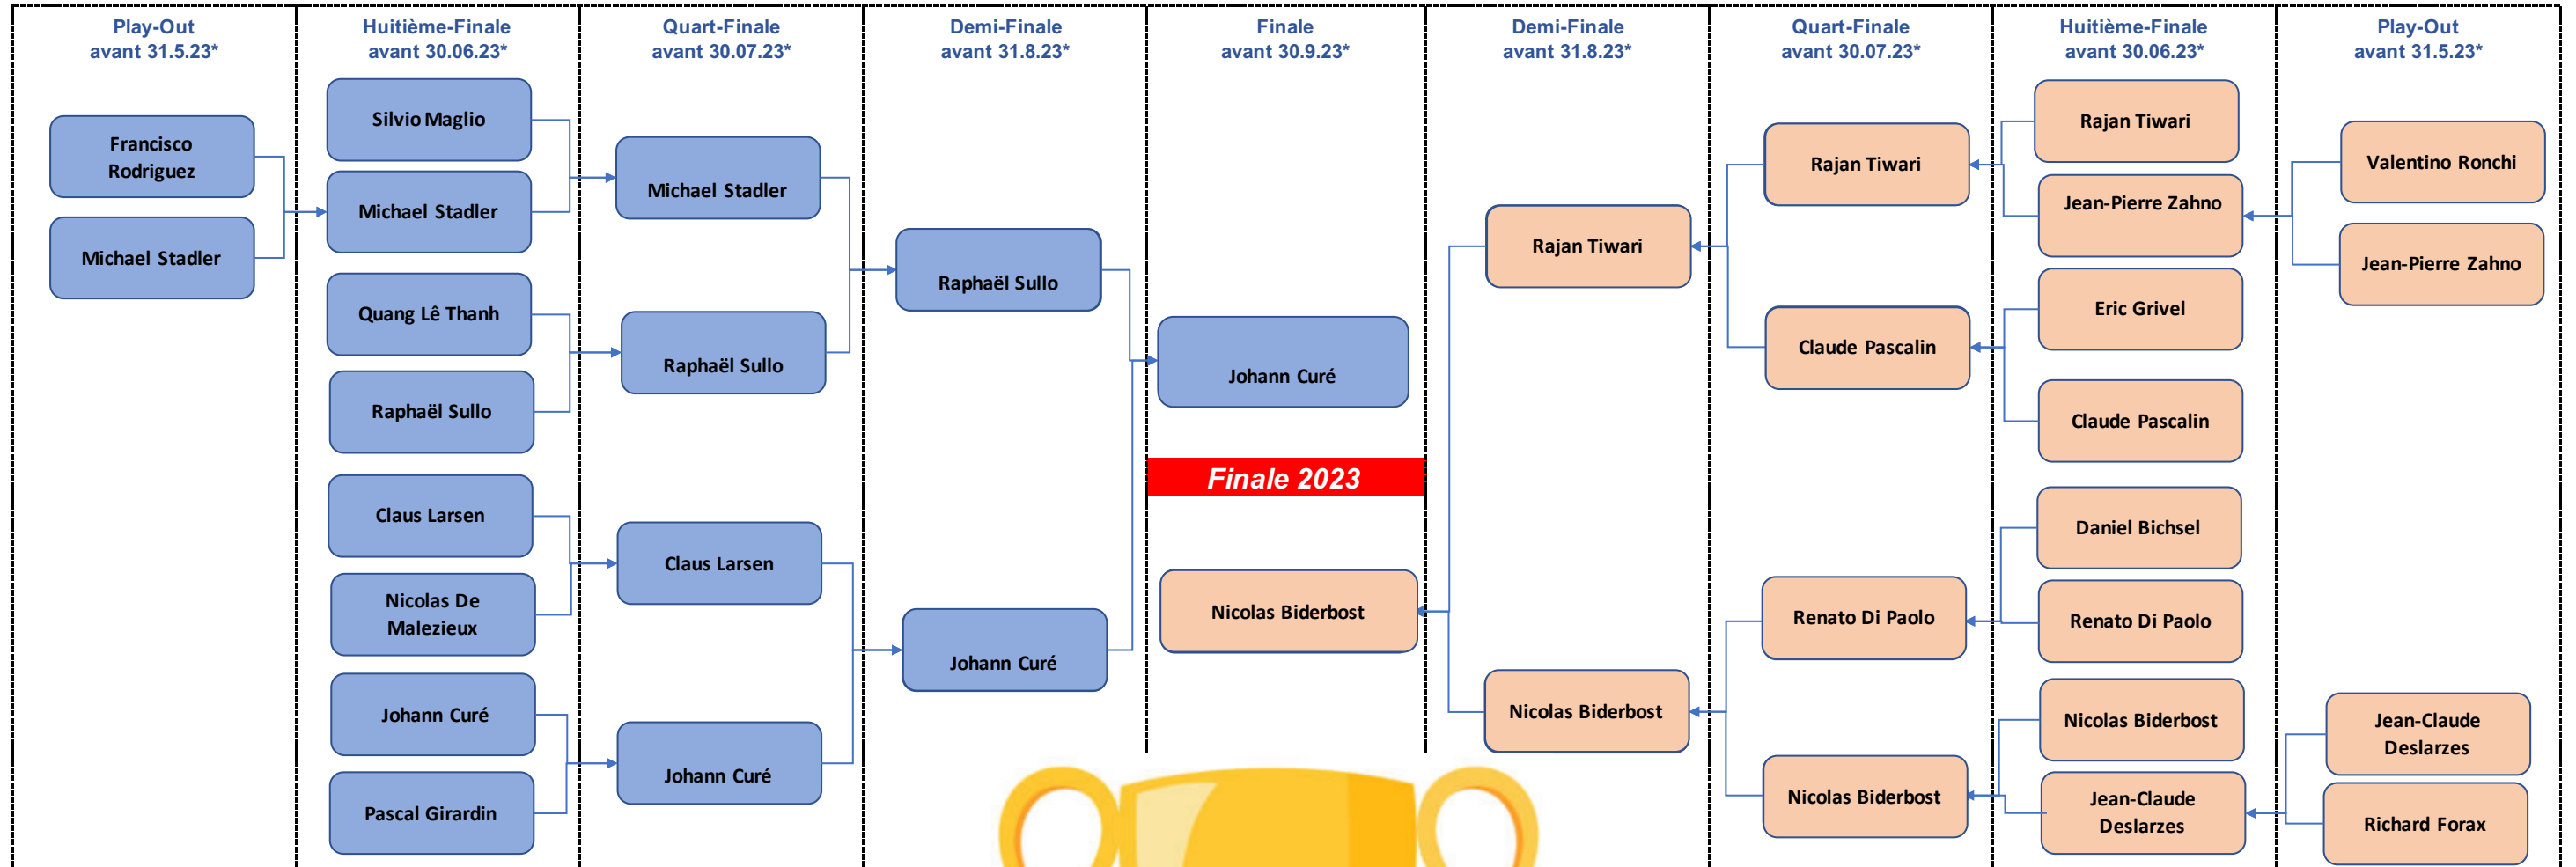 Play-Out
avant 31.5.23*
Huitième-Finale
avant 30.06.23*
Quart-Finale
avant 30.07.23*
Demi-Finale
avant 31.8.23*
Finale
avant 30.9.23*
Demi-Finale
avant 31.8.23*
Quart-Finale
avant 30.07.23*
Huitième-Finale
avant 30.06.23*
Play-Out
avant 31.5.23*
Francisco
Rodriguez
Michael Stadler
Silvio Maglio
Michael Stadler
Quang Lê Thanh
Raphaël Sullo
Claus Larsen
Nicolas De
Malezieux
Johann Curé
Pascal Girardin
Michael Stadler
Raphaël Sullo
Claus Larsen
Johann Curé
Raphaël Sullo
Johann Curé
Johann Curé
Finale 2023
Nicolas Biderbost
Rajan Tiwari
Nicolas Biderbost
Rajan Tiwari
Claude Pascalin
Renato Di Paolo
Nicolas Biderbost
Rajan Tiwari
Jean-Pierre Zahno
Eric Grivel
Claude Pascalin
Daniel Bichsel
Renato Di Paolo
Nicolas Biderbost
Jean-Claude
Deslarzes
Valentino Ronchi
Jean-Pierre Zahno
Jean-Claude
Deslarzes
Richard Forax